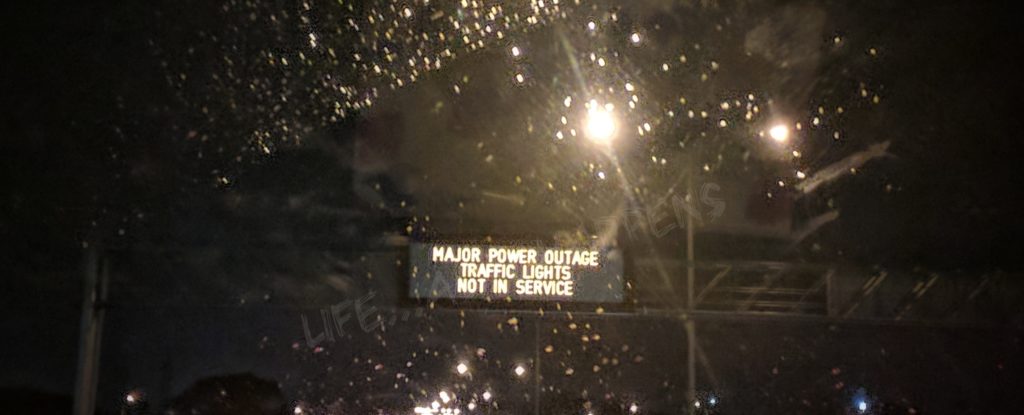 MAJOR POWER OUTAGE
TRAFFIC LIGHTS
NOT IN SERVICE
LIFE...